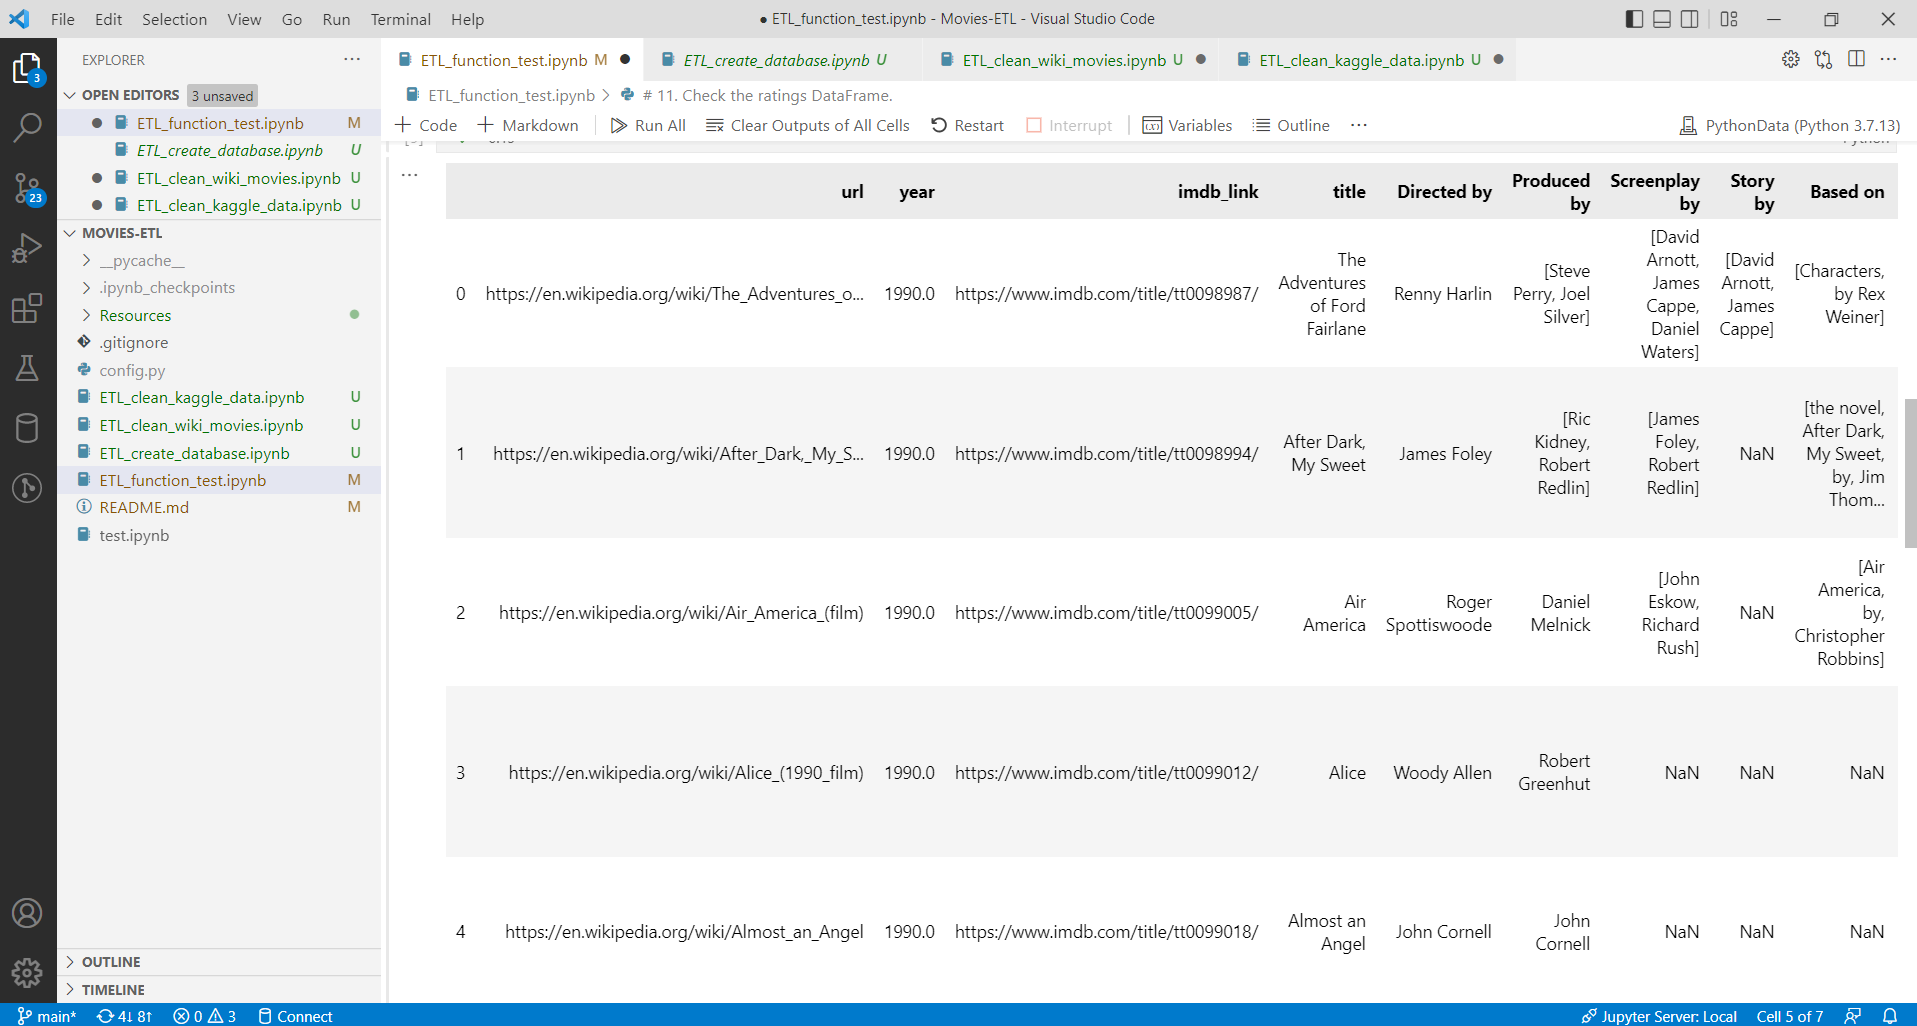 File Edit Selection View Go Run Terminal Help
● ETL_function_test.ipynb - Movies-ETL - Visual Studio Code
EXPLORER
ETL_function_test.ipynb M
ETL_create_database.ipynb U
ETL_clean_wiki_movies.ipynb U
ETL_clean_kaggle_data.ipynb U
OPEN EDITORS 3 unsaved
ETL_function_test.ipynb M
ETL_create_database.ipynb U
ETL_clean_wiki_movies.ipynb U
ETL_clean_kaggle_data.ipynb U
MOVIES-ETL
__pycache__
.ipynb_checkpoints
Resources
.gitignore
config.py
ETL_clean_kaggle_data.ipynb U
ETL_clean_wiki_movies.ipynb U
ETL_create_database.ipynb U
ETL_function_test.ipynb M
README.md M
test.ipynb
OUTLINE
TIMELINE
3
23
ETL_function_test.ipynb > # 11. Check the ratings DataFrame.
Code Markdown Run All Clear Outputs of All Cells Restart Interrupt Variables Outline ...
PythonData (Python 3.7.13)
url year imdb_link title Directed by Produced by Screenplay by Story by Based on
0 https://en.wikipedia.org/wiki/The_Adventures_o... 1990.0 https://www.imdb.com/title/tt0098987/ The Adventures of Ford Fairlane Renny Harlin [Steve Perry, Joel Silver] [David Arnott, James Cappe, Daniel Waters] [David Arnott, James Cappe] [Characters, by Rex Weiner]
1 https://en.wikipedia.org/wiki/After_Dark,_My_S... 1990.0 https://www.imdb.com/title/tt0098994/ After Dark, My Sweet James Foley [Ric Kidney, Robert Redlin] [James Foley, Robert Redlin] NaN [the novel, After Dark, My Sweet, by, Jim Thom...
2 https://en.wikipedia.org/wiki/Air_America_(film) 1990.0 https://www.imdb.com/title/tt0099005/ Air America Roger Spottiswoode Daniel Melnick [John Eskow, Richard Rush] NaN [Air America, by, Christopher Robbins]
3 https://en.wikipedia.org/wiki/Alice_(1990_film) 1990.0 https://www.imdb.com/title/tt0099012/ Alice Woody Allen Robert Greenhut NaN NaN NaN
4 https://en.wikipedia.org/wiki/Almost_an_Angel 1990.0 https://www.imdb.com/title/tt0099018/ Almost an Angel John Cornell John Cornell NaN NaN NaN
main* 4↓ 8↑ 0 3 Connect
Jupyter Server: Local Cell 5 of 7